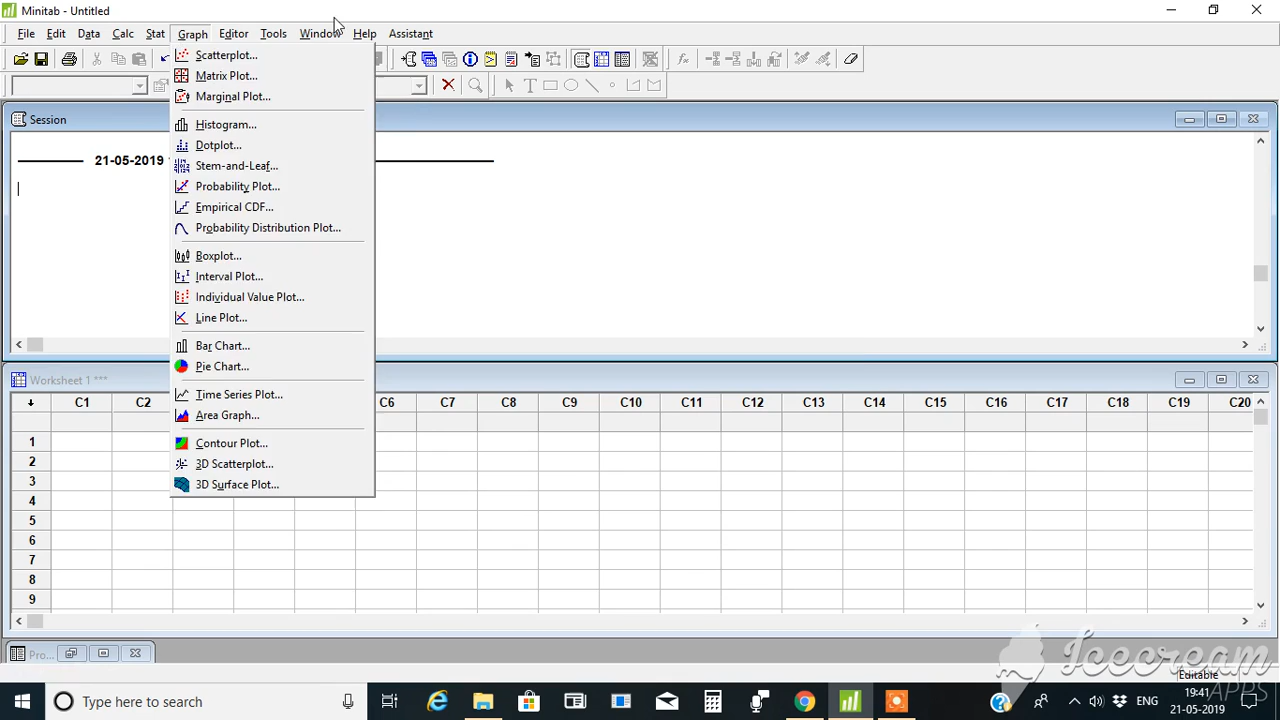 Minitab - Untitled
File Edit Data Calc Stat Graph Editor Tools Window Help Assistant
Scatterplot...
Matrix Plot...
Marginal Plot...
Histogram...
Dotplot...
Stem-and-Leaf...
Probability Plot...
Empirical CDF...
Probability Distribution Plot...
Boxplot...
Interval Plot...
Individual Value Plot...
Line Plot...
Bar Chart...
Pie Chart...
Time Series Plot...
Area Graph...
Contour Plot...
3D Scatterplot...
3D Surface Plot...
Session
21-05-2019
Worksheet 1 ***
C1 C2 C6 C7 C8 C9 C10 C11 C12 C13 C14 C15 C16 C17 C18 C19 C20
1
2
3
4
5
6
7
8
9
Pro...
Icecream
APPS
Editable
Type here to search
ENG
19:41
21-05-2019